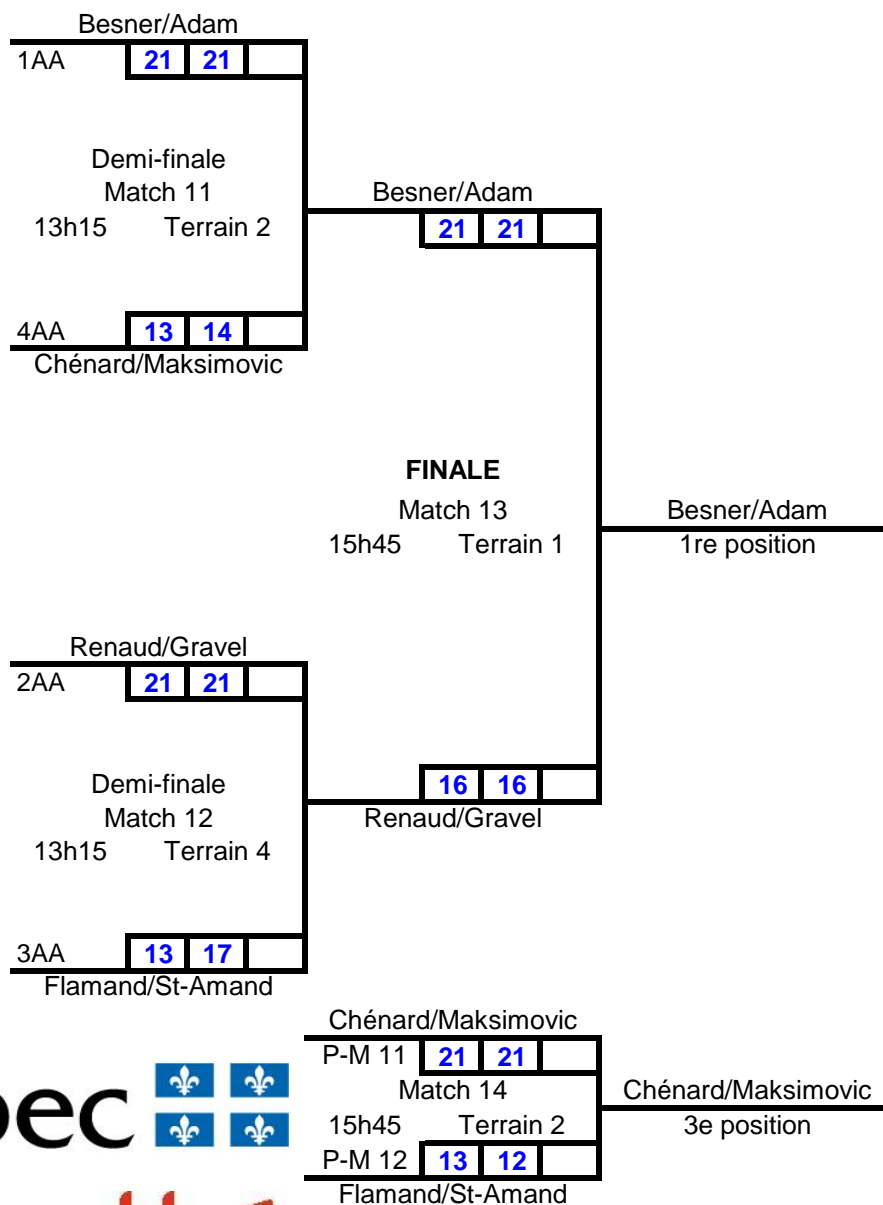 Besner/Adam
1AA 21 21
Demi-finale
Match 11
13h15 Terrain 2
4AA 13 14
Chénard/Maksimovic
Besner/Adam
21 21
FINALE
Match 13
15h45 Terrain 1
Besner/Adam
1re position
Renaud/Gravel
2AA 21 21
Demi-finale
Match 12
13h15 Terrain 4
3AA 13 17
Flamand/St-Amand
16 16
Renaud/Gravel
Chénard/Maksimovic
P-M 11 21 21
Match 14
15h45 Terrain 2
P-M 12 13 12
Flamand/St-Amand
Chénard/Maksimovic
3e position
bec